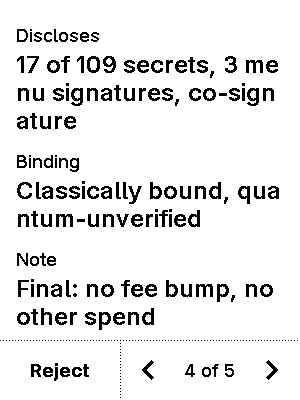 Discloses
17 of 109 secrets, 3 me
nu signatures, co-sign
ature
Binding
Classically bound, qua
ntum-unverified
Note
Final: no fee bump, no
other spend
Reject
4 of 5